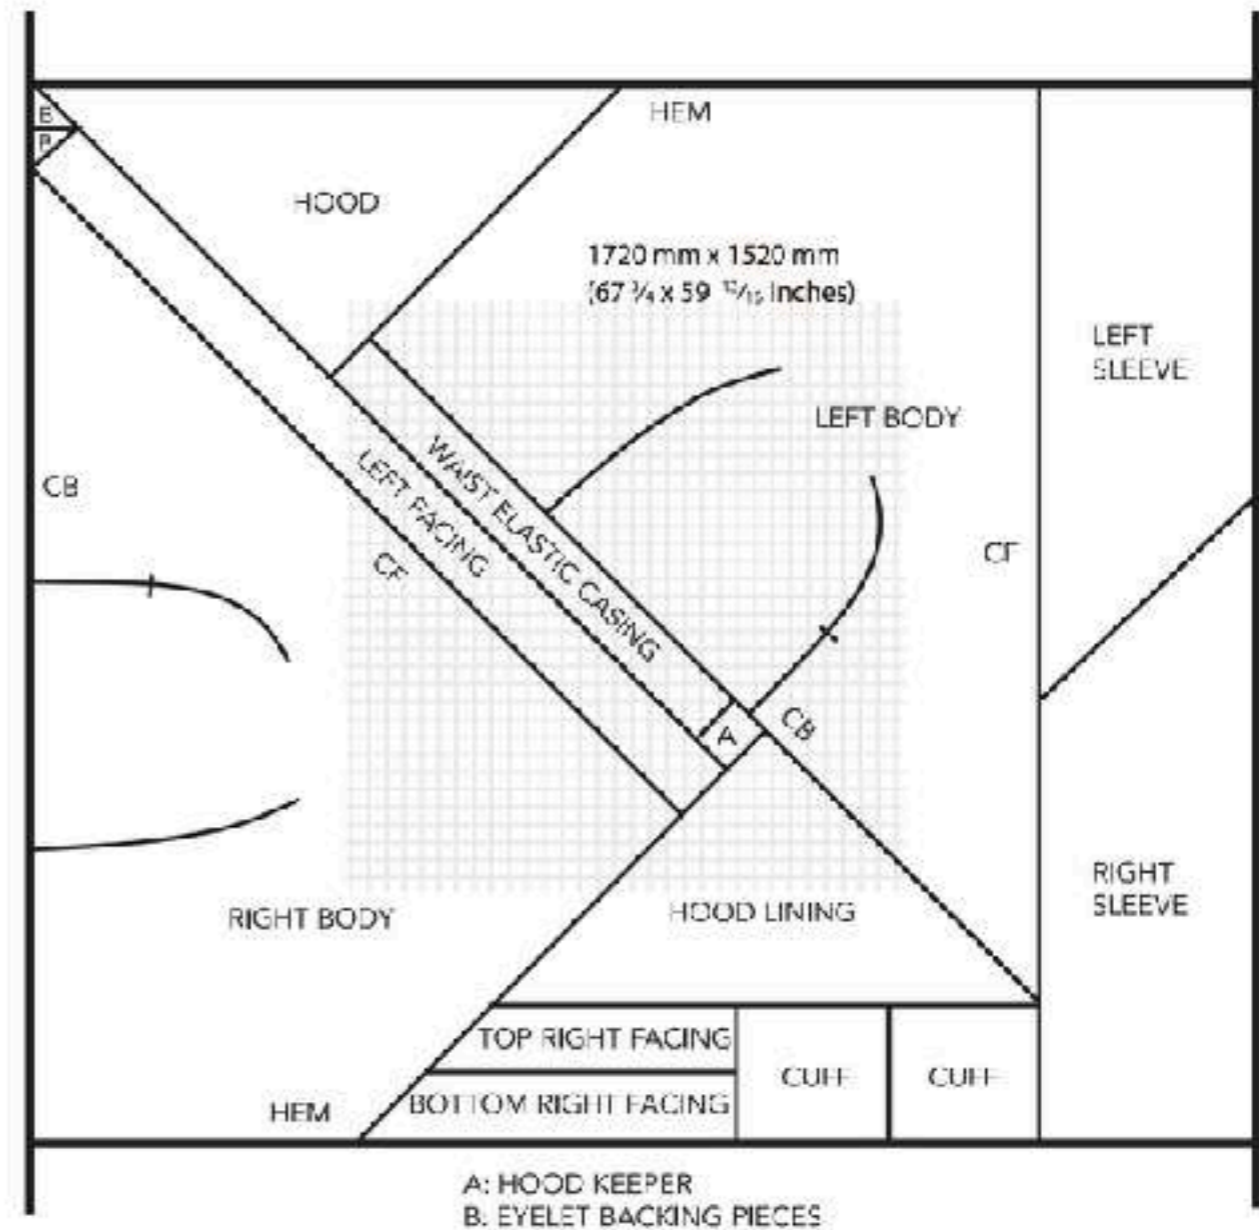 B
B
HEM
HOOD
1720 mm x 1520 mm
(67 ¾ x 59 ¹³/₁₆ inches)
LEFT
SLEEVE
LEFT BODY
WAIST ELASTIC CASING
LEFT FACING
CB
CF
CF
A
CB
RIGHT
SLEEVE
HOOD LINING
RIGHT BODY
TOP RIGHT FACING
CUFF
CUFF
BOTTOM RIGHT FACING
HEM
A: HOOD KEEPER
B: EYELET BACKING PIECES